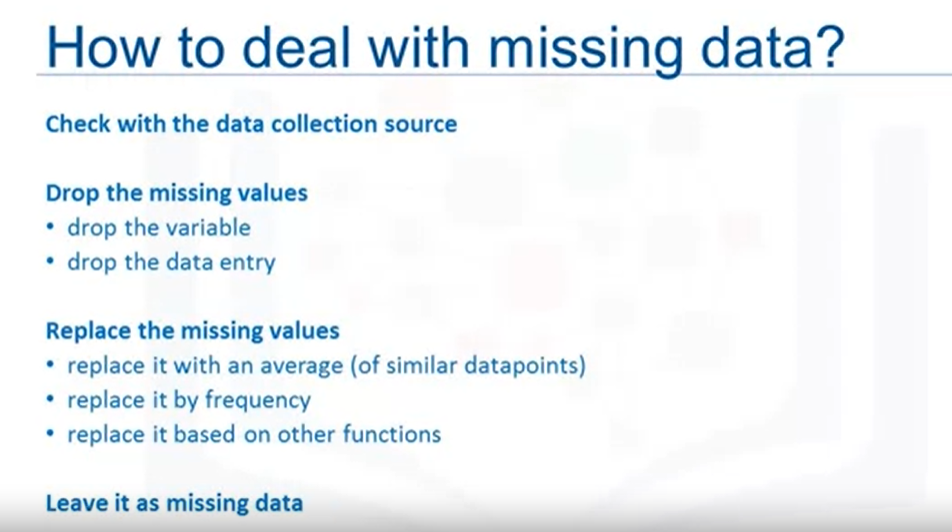 How to deal with missing data?
Check with the data collection source
Drop the missing values
• drop the variable
• drop the data entry
Replace the missing values
• replace it with an average (of similar datapoints)
• replace it by frequency
• replace it based on other functions
Leave it as missing data